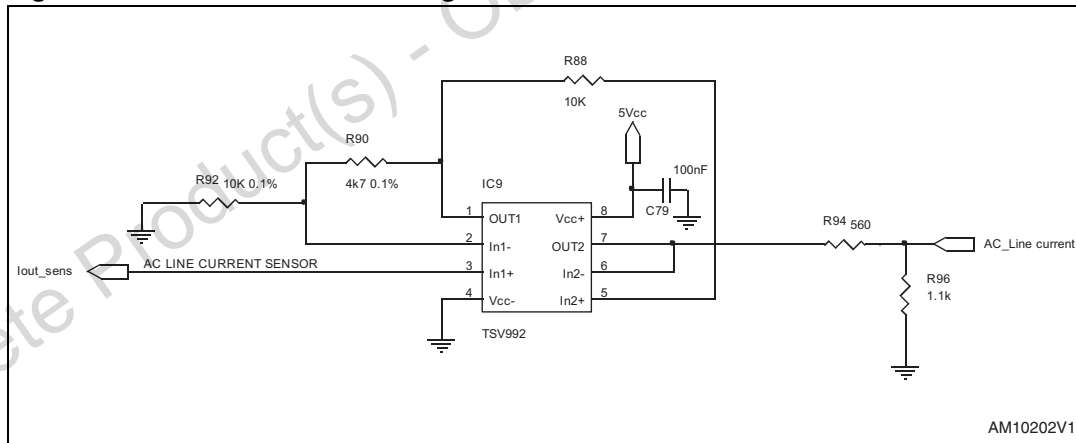 ete Product(s) - O
R88
10K
5Vcc
R90
4k7 0.1%
100nF
C79
R92 10K 0.1%
IC9
1 OUT1
Vcc+ 8
2 In1-
OUT2 7
3 In1+
In2- 6
4 Vcc-
In2+ 5
TSV992
Iout_sens
AC LINE CURRENT SENSOR
R94 560
AC_Line current
R96
1.1k
AM10202V1